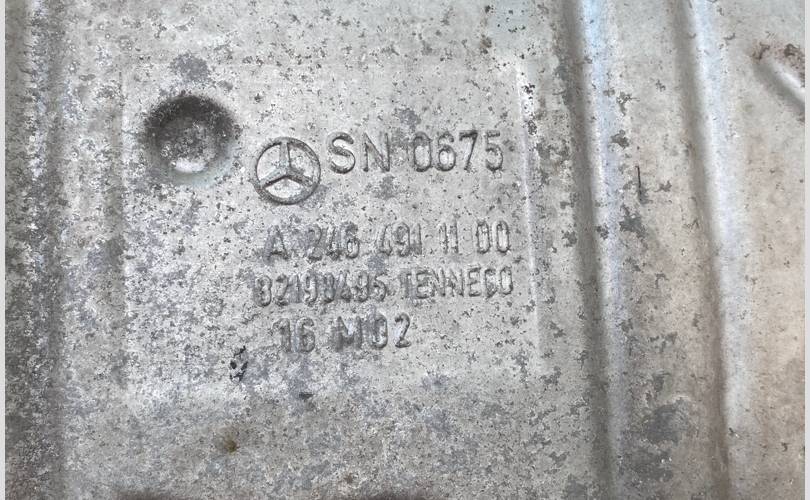 SN 0675
A 246 491 11 00
82198495 TENNECO
16 M02